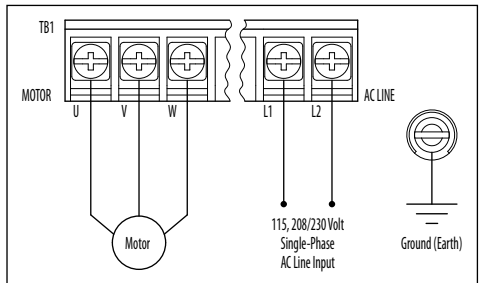 TB1
MOTOR
U
V
W
L1
L2
AC LINE
Motor
115, 208/230 Volt
Single-Phase
AC Line Input
Ground (Earth)